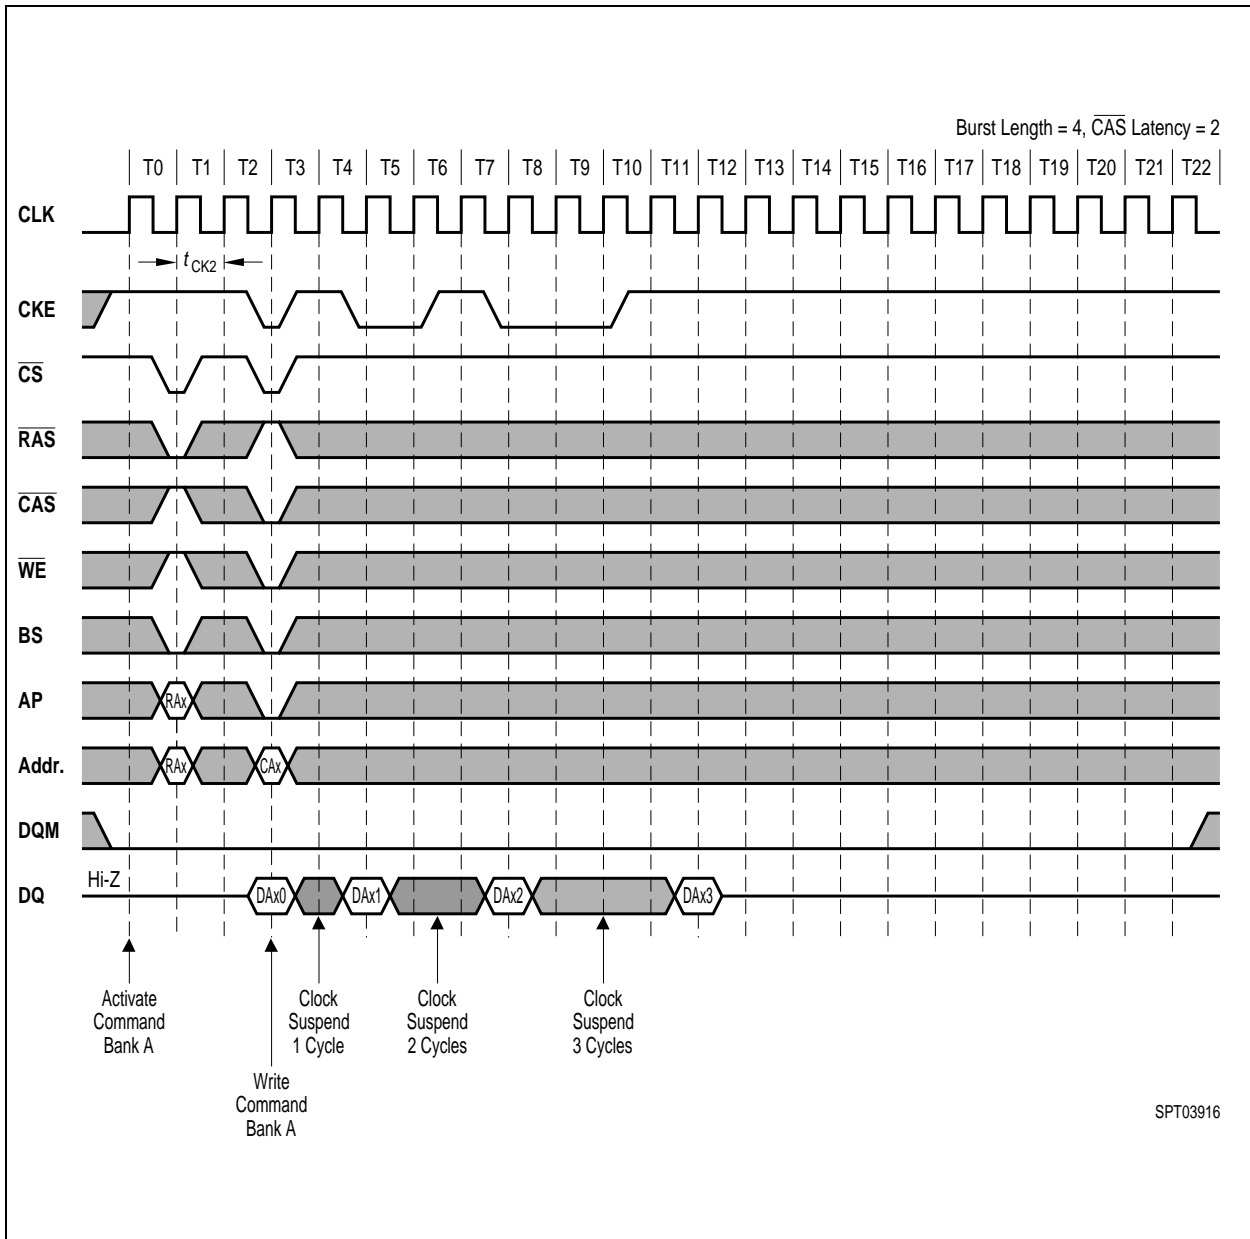 Burst Length = 4, CAS Latency = 2
T0 T1 T2 T3 T4 T5 T6 T7 T8 T9 T10 T11 T12 T13 T14 T15 T16 T17 T18 T19 T20 T21 T22
CLK
t CK2
CKE
CS
RAS
CAS
WE
BS
AP RAx
Addr. RAx CAx
DQM
DQ Hi-Z DAx0 DAx1 DAx2 DAx3
Activate
Command
Bank A
Write
Command
Bank A
Clock
Suspend
1 Cycle
Clock
Suspend
2 Cycles
Clock
Suspend
3 Cycles
SPT03916